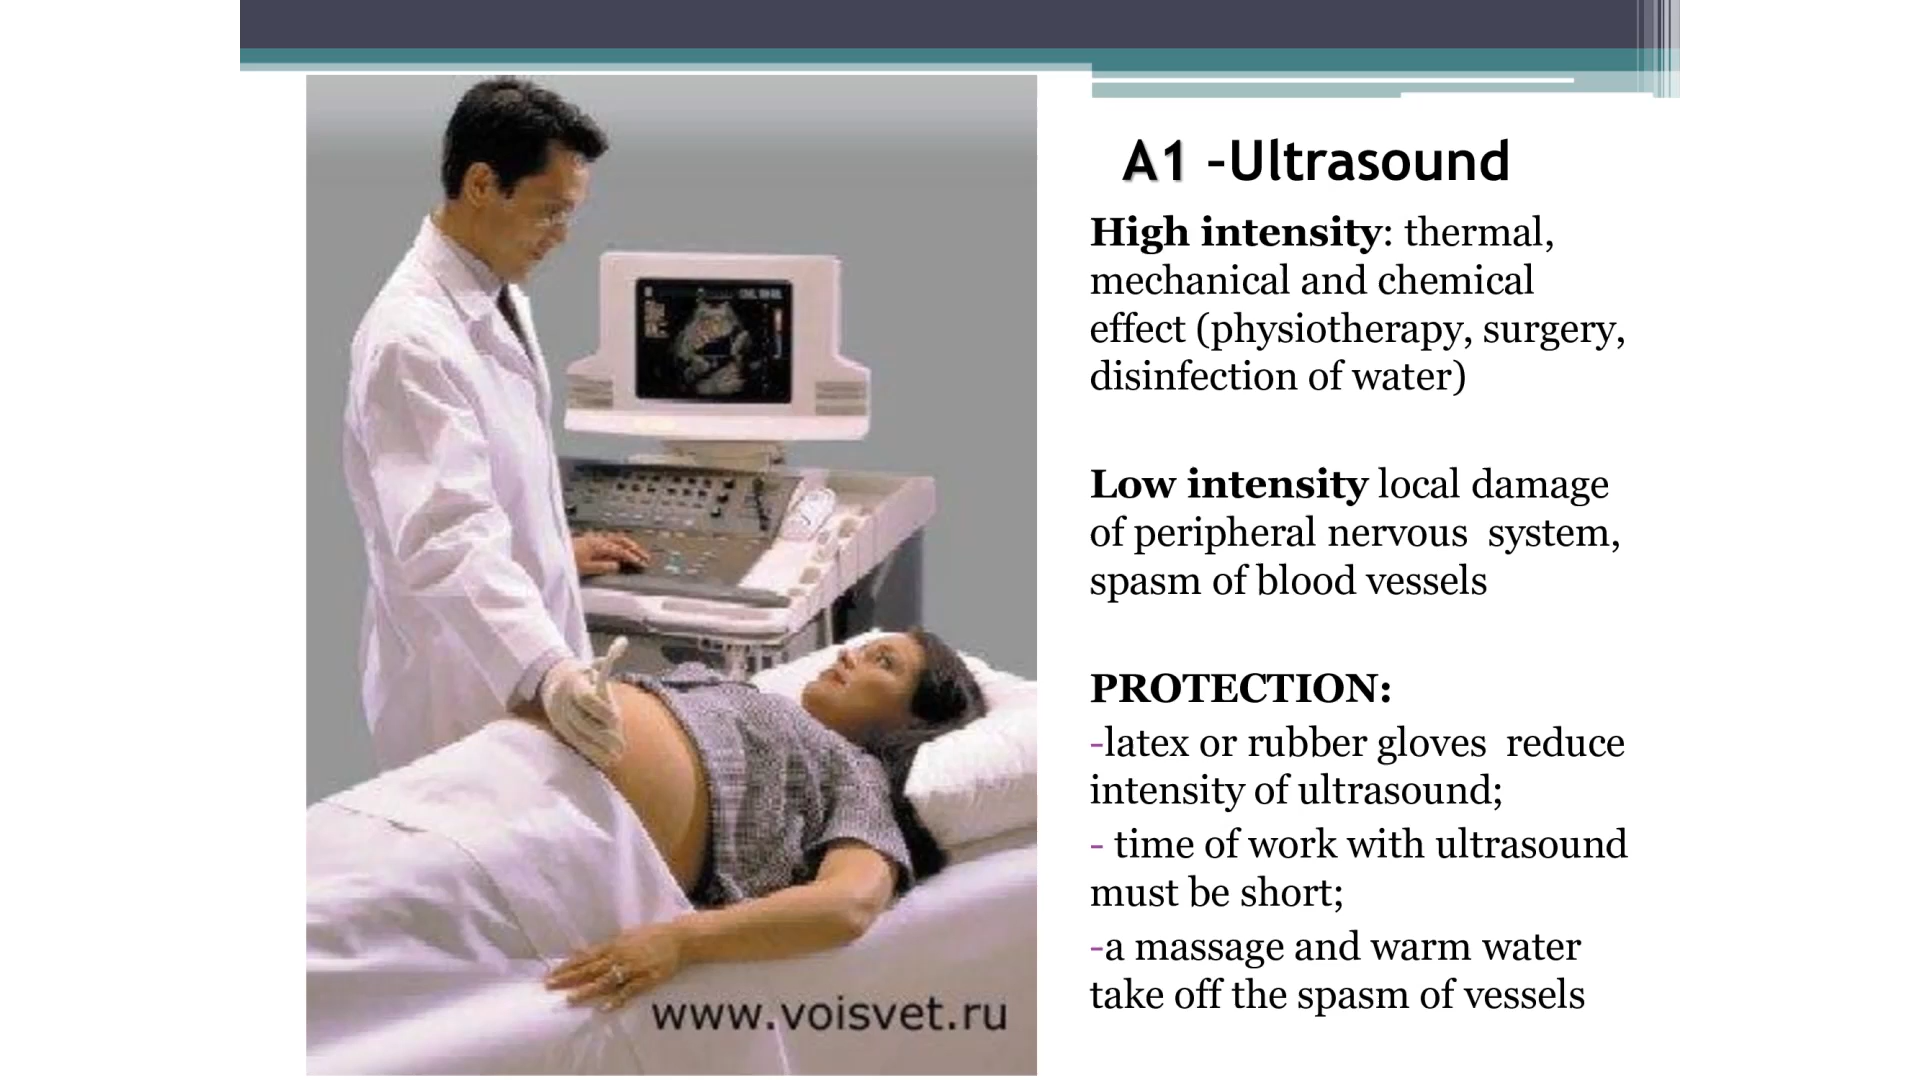 A1 –Ultrasound
High intensity: thermal,
mechanical and chemical
effect (physiotherapy, surgery,
disinfection of water)
Low intensity local damage
of peripheral nervous  system,
spasm of blood vessels
PROTECTION:
-latex or rubber gloves  reduce
intensity of ultrasound;
- time of work with ultrasound
must be short;
-a massage and warm water
take off the spasm of vessels
www.voisvet.ru